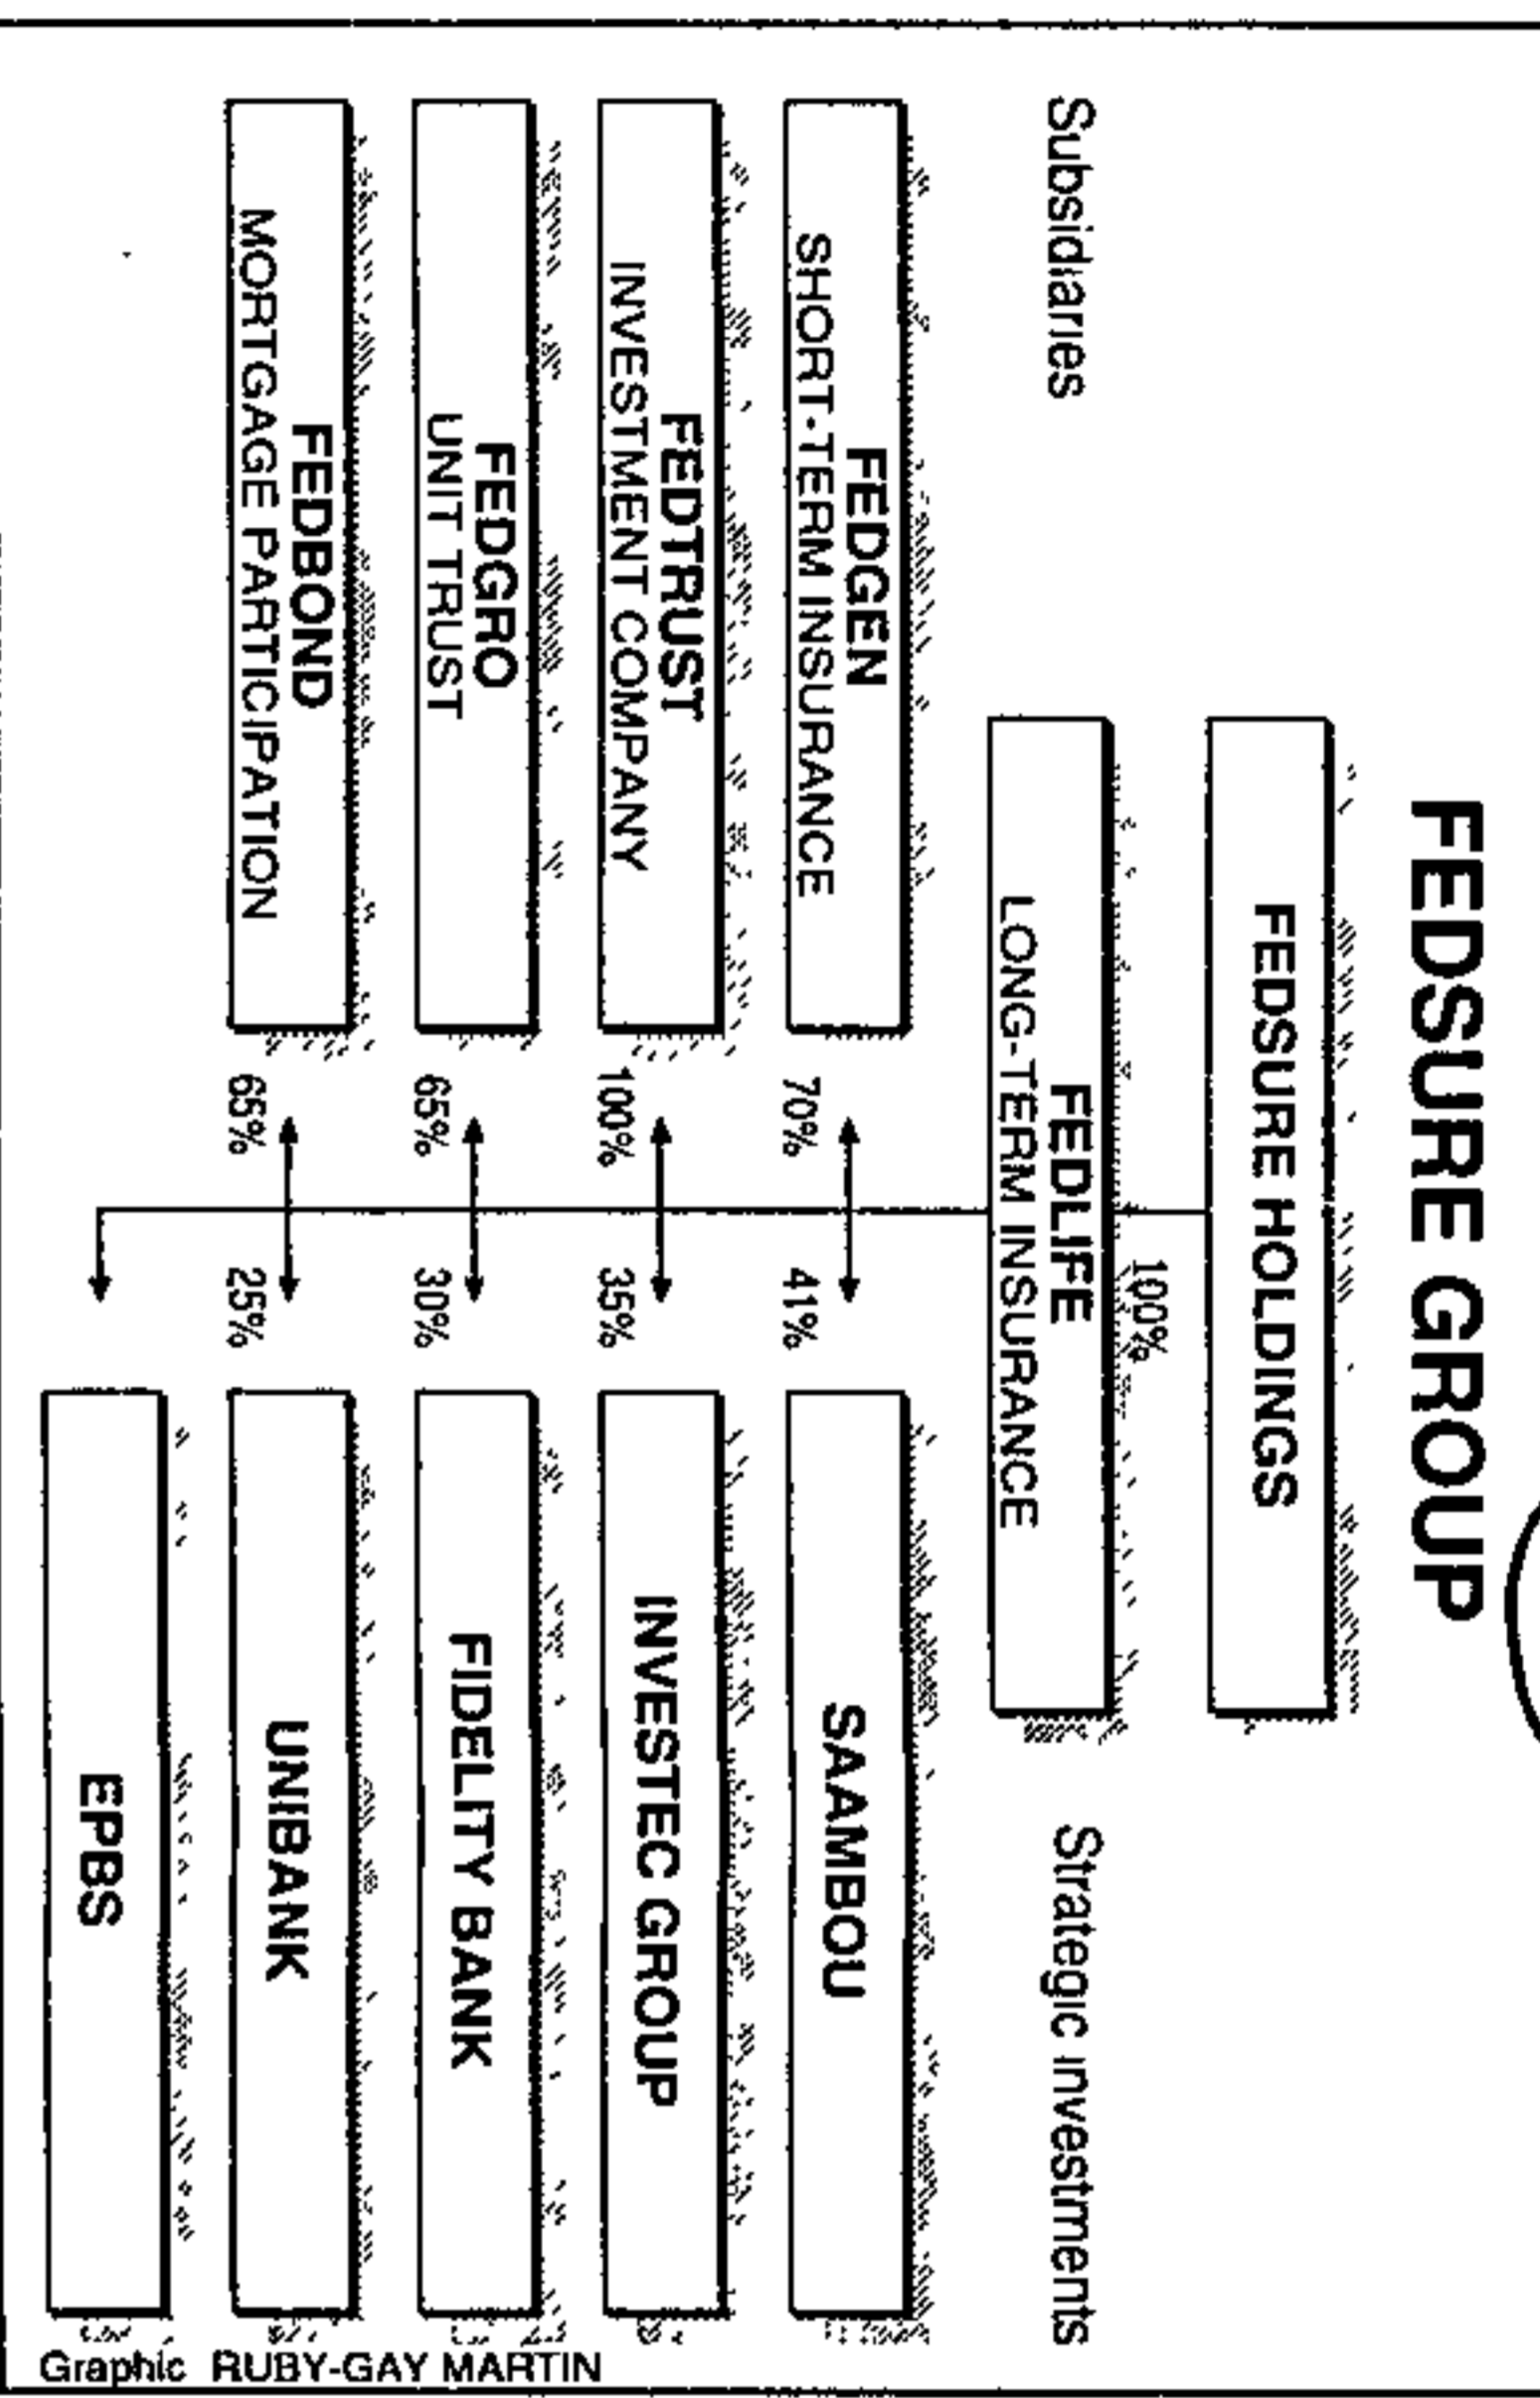 FEDSURE GROUP
FEDSURE HOLDINGS
100%
FEDLIFE
LONG-TERM INSURANCE
Subsidiaries
Strategic investments
FEDGEN
SHORT-TERM INSURANCE
70%
41%
SAAMBOU
FEDTRUST
INVESTMENT COMPANY
100%
35%
INVESTEC GROUP
FEDGRO
UNIT TRUST
65%
30%
FIDELITY BANK
FEDBOND
MORTGAGE PARTICIPATION
65%
25%
UNIBANK
EPBS
Graphic RUBY-GAY MARTIN